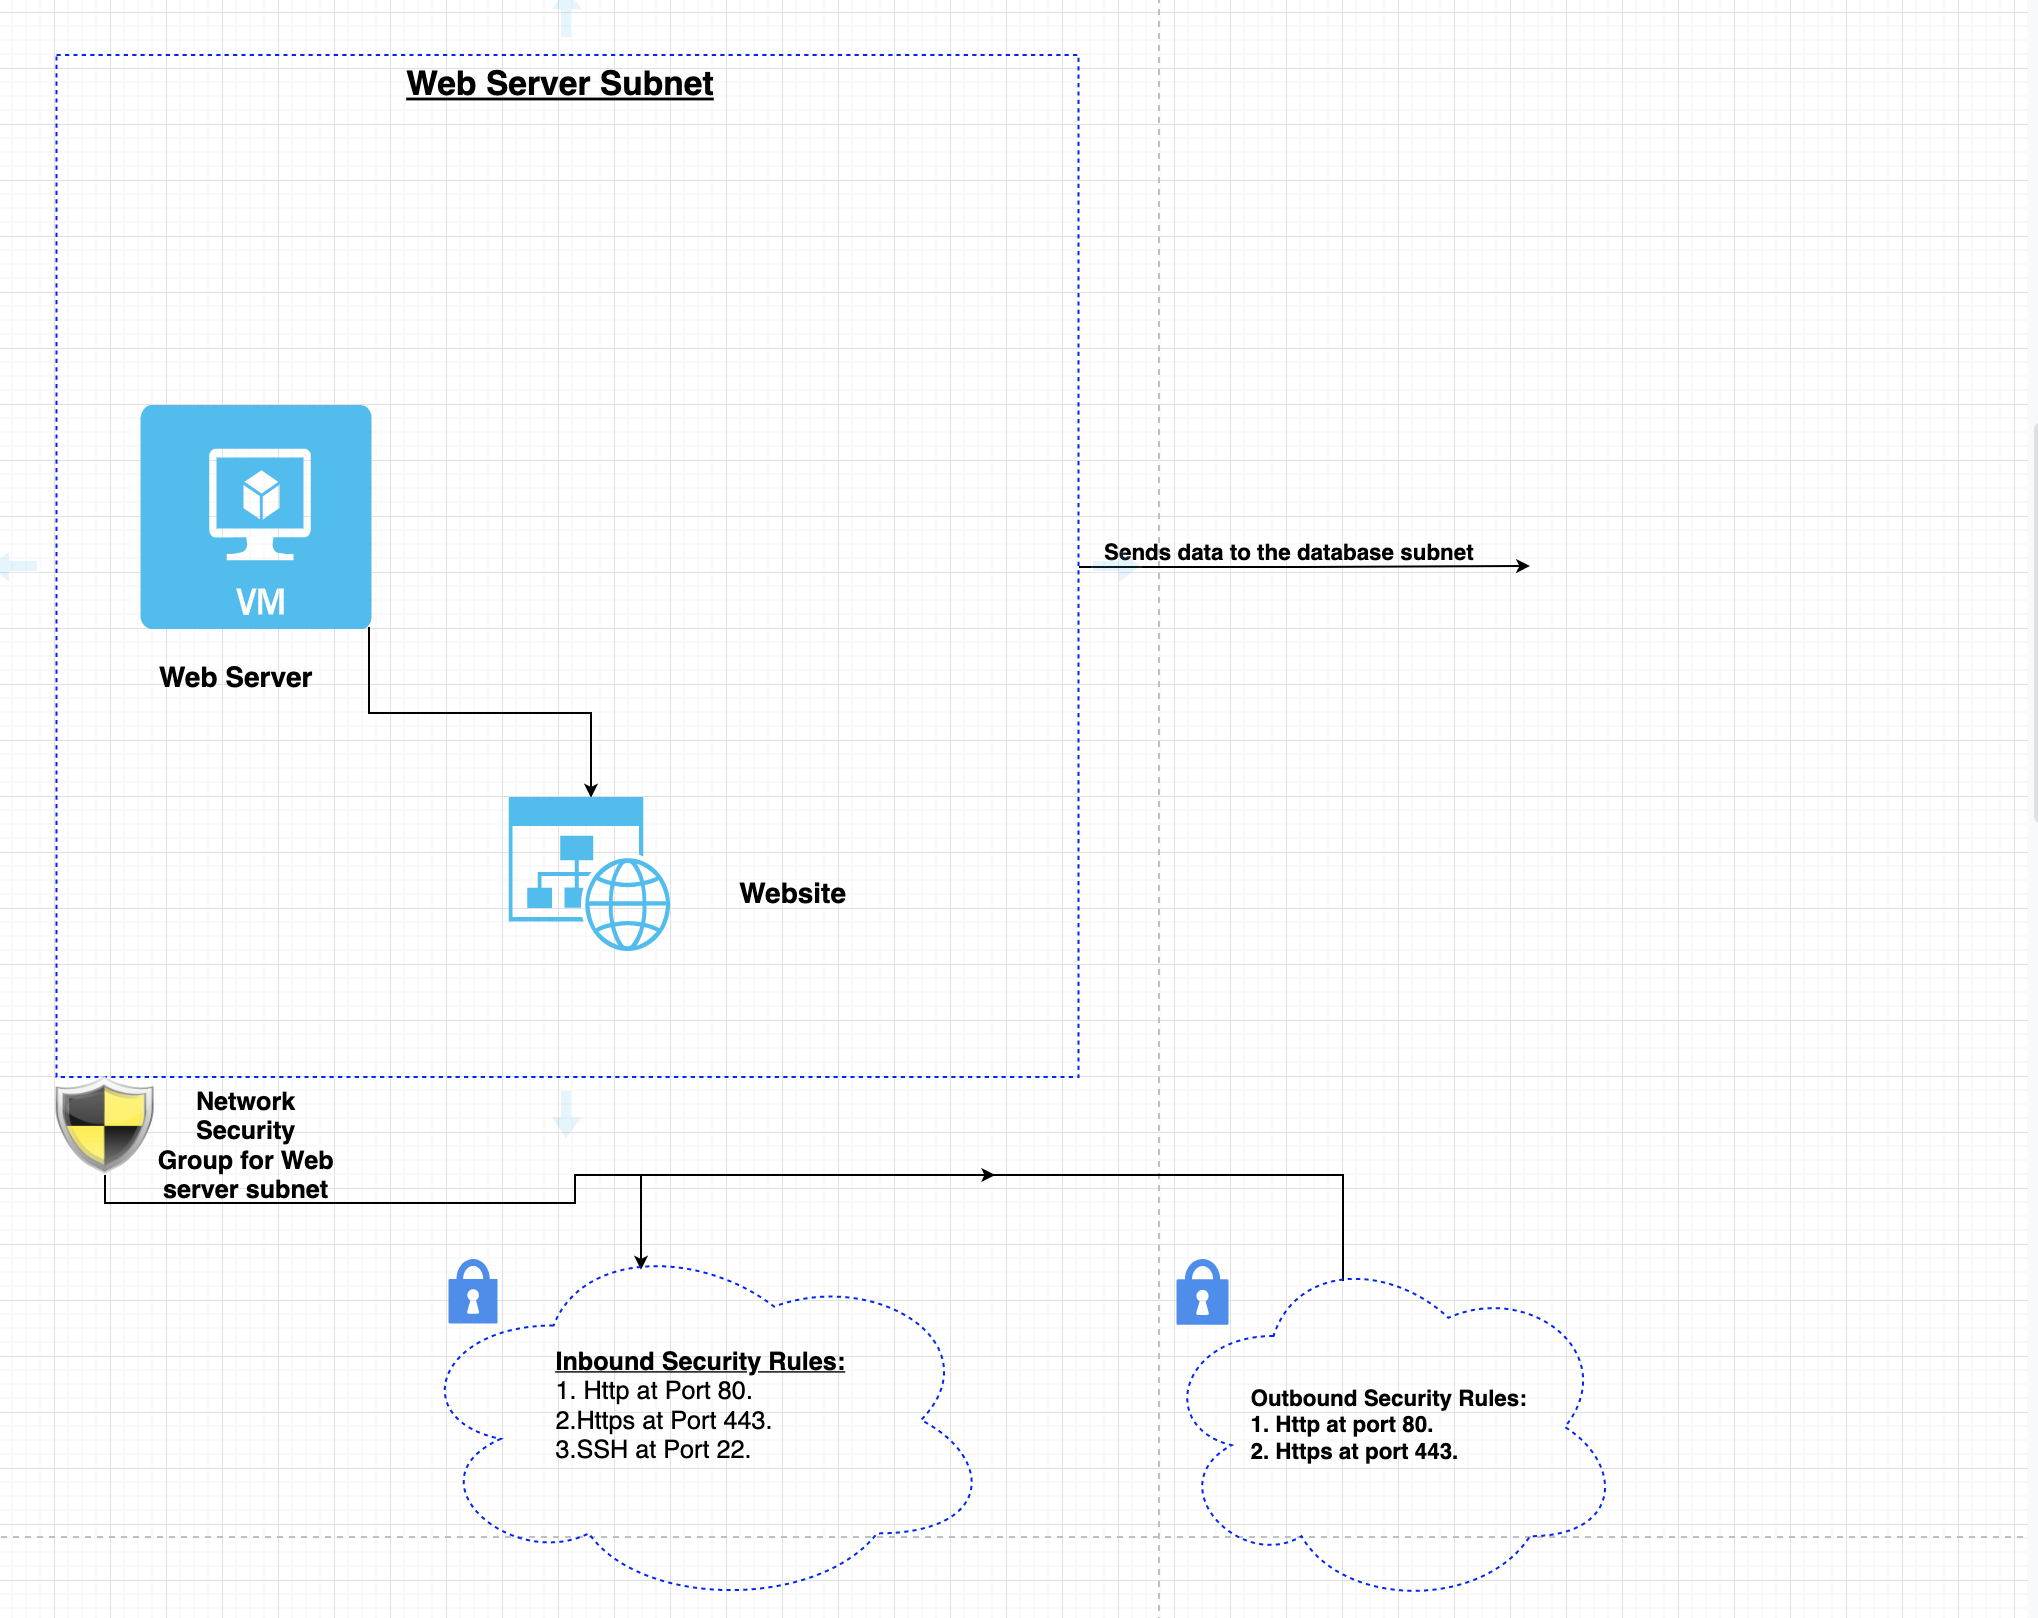 Web Server Subnet
VM
Sends data to the database subnet
Web Server
Website
Network
Security
Group for Web
server subnet
Inbound Security Rules:
1. Http at Port 80.
2.Https at Port 443.
3.SSH at Port 22.
Outbound Security Rules:
1. Http at port 80.
2. Https at port 443.